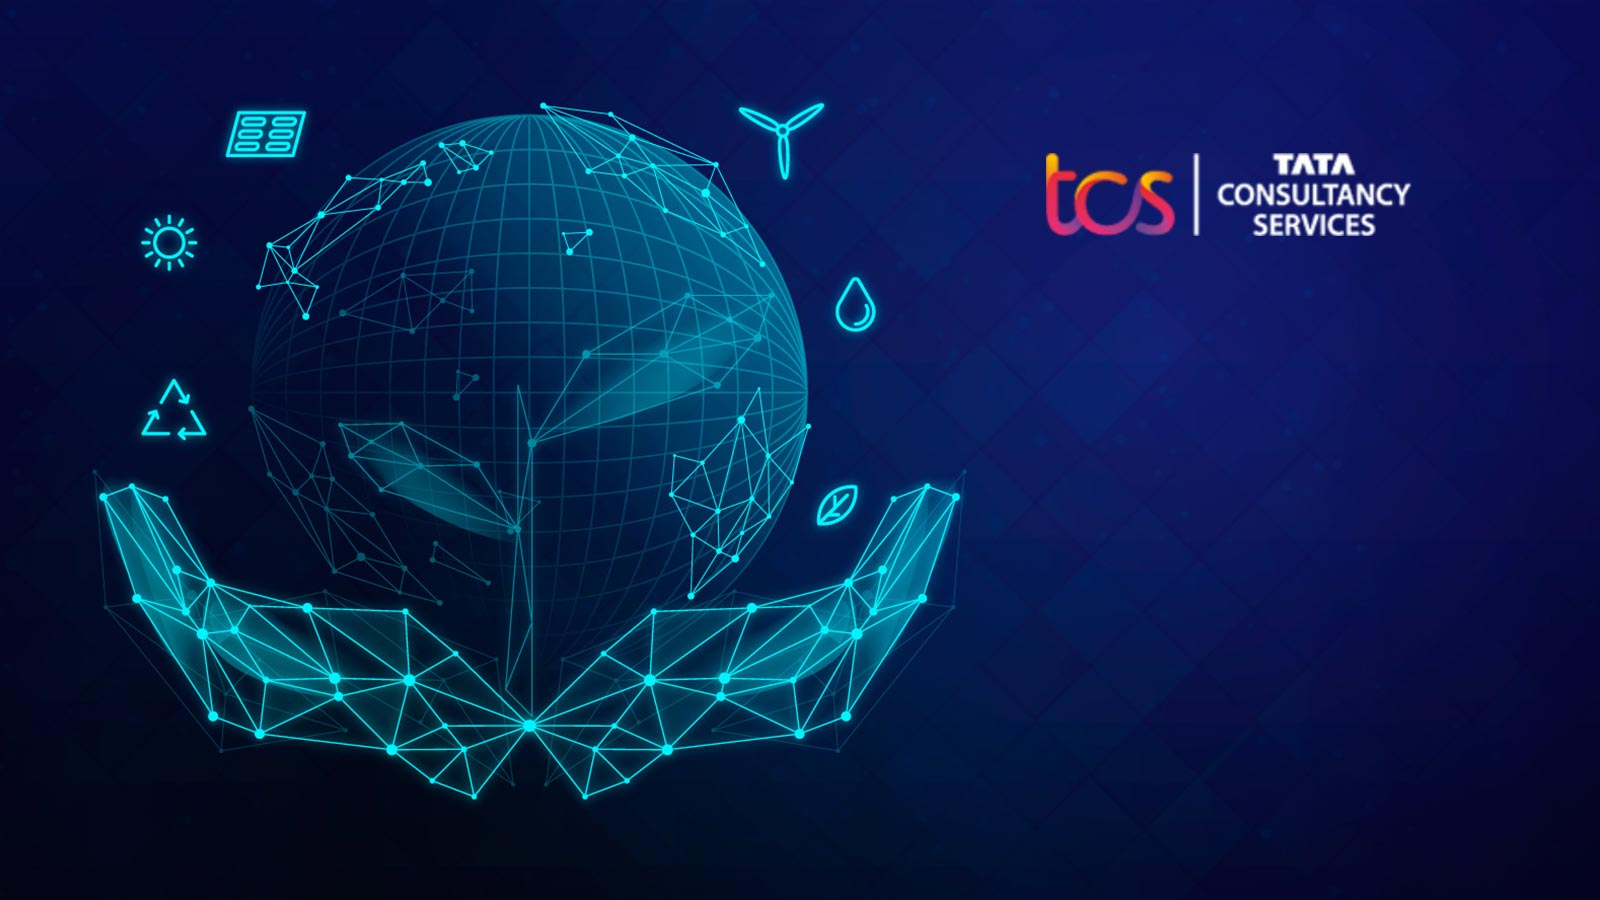 tcs
TATA
CONSULTANCY
SERVICES